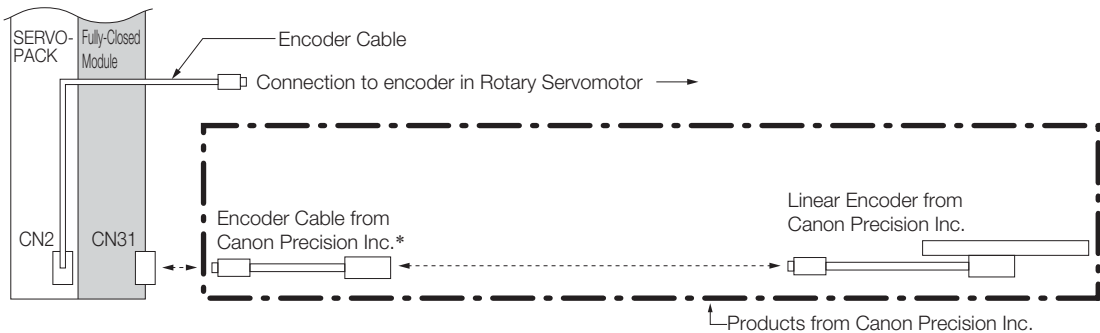 SERVO-
PACK
Fully-Closed
Module
Encoder Cable
Connection to encoder in Rotary Servomotor
Linear Encoder from
Canon Precision Inc.
Encoder Cable from
Canon Precision Inc.*
CN2
CN31
Products from Canon Precision Inc.